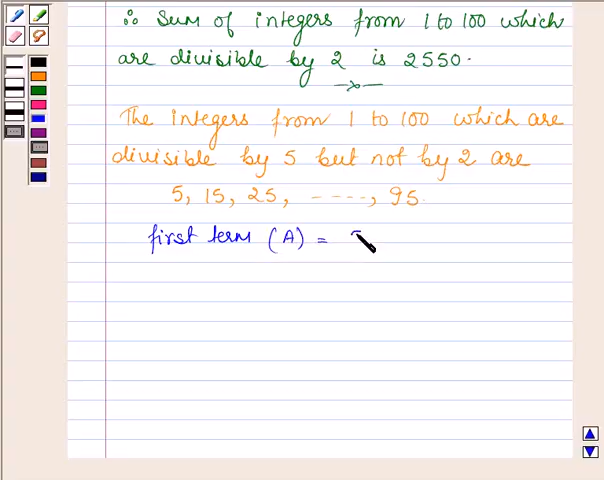 ∴ Sum of integers from 1 to 100 which
are divisible by 2 is 2550.
The integers from 1 to 100 which are
divisible by 5 but not by 2 are
5, 15, 25, ----, 95.
first term (A) =